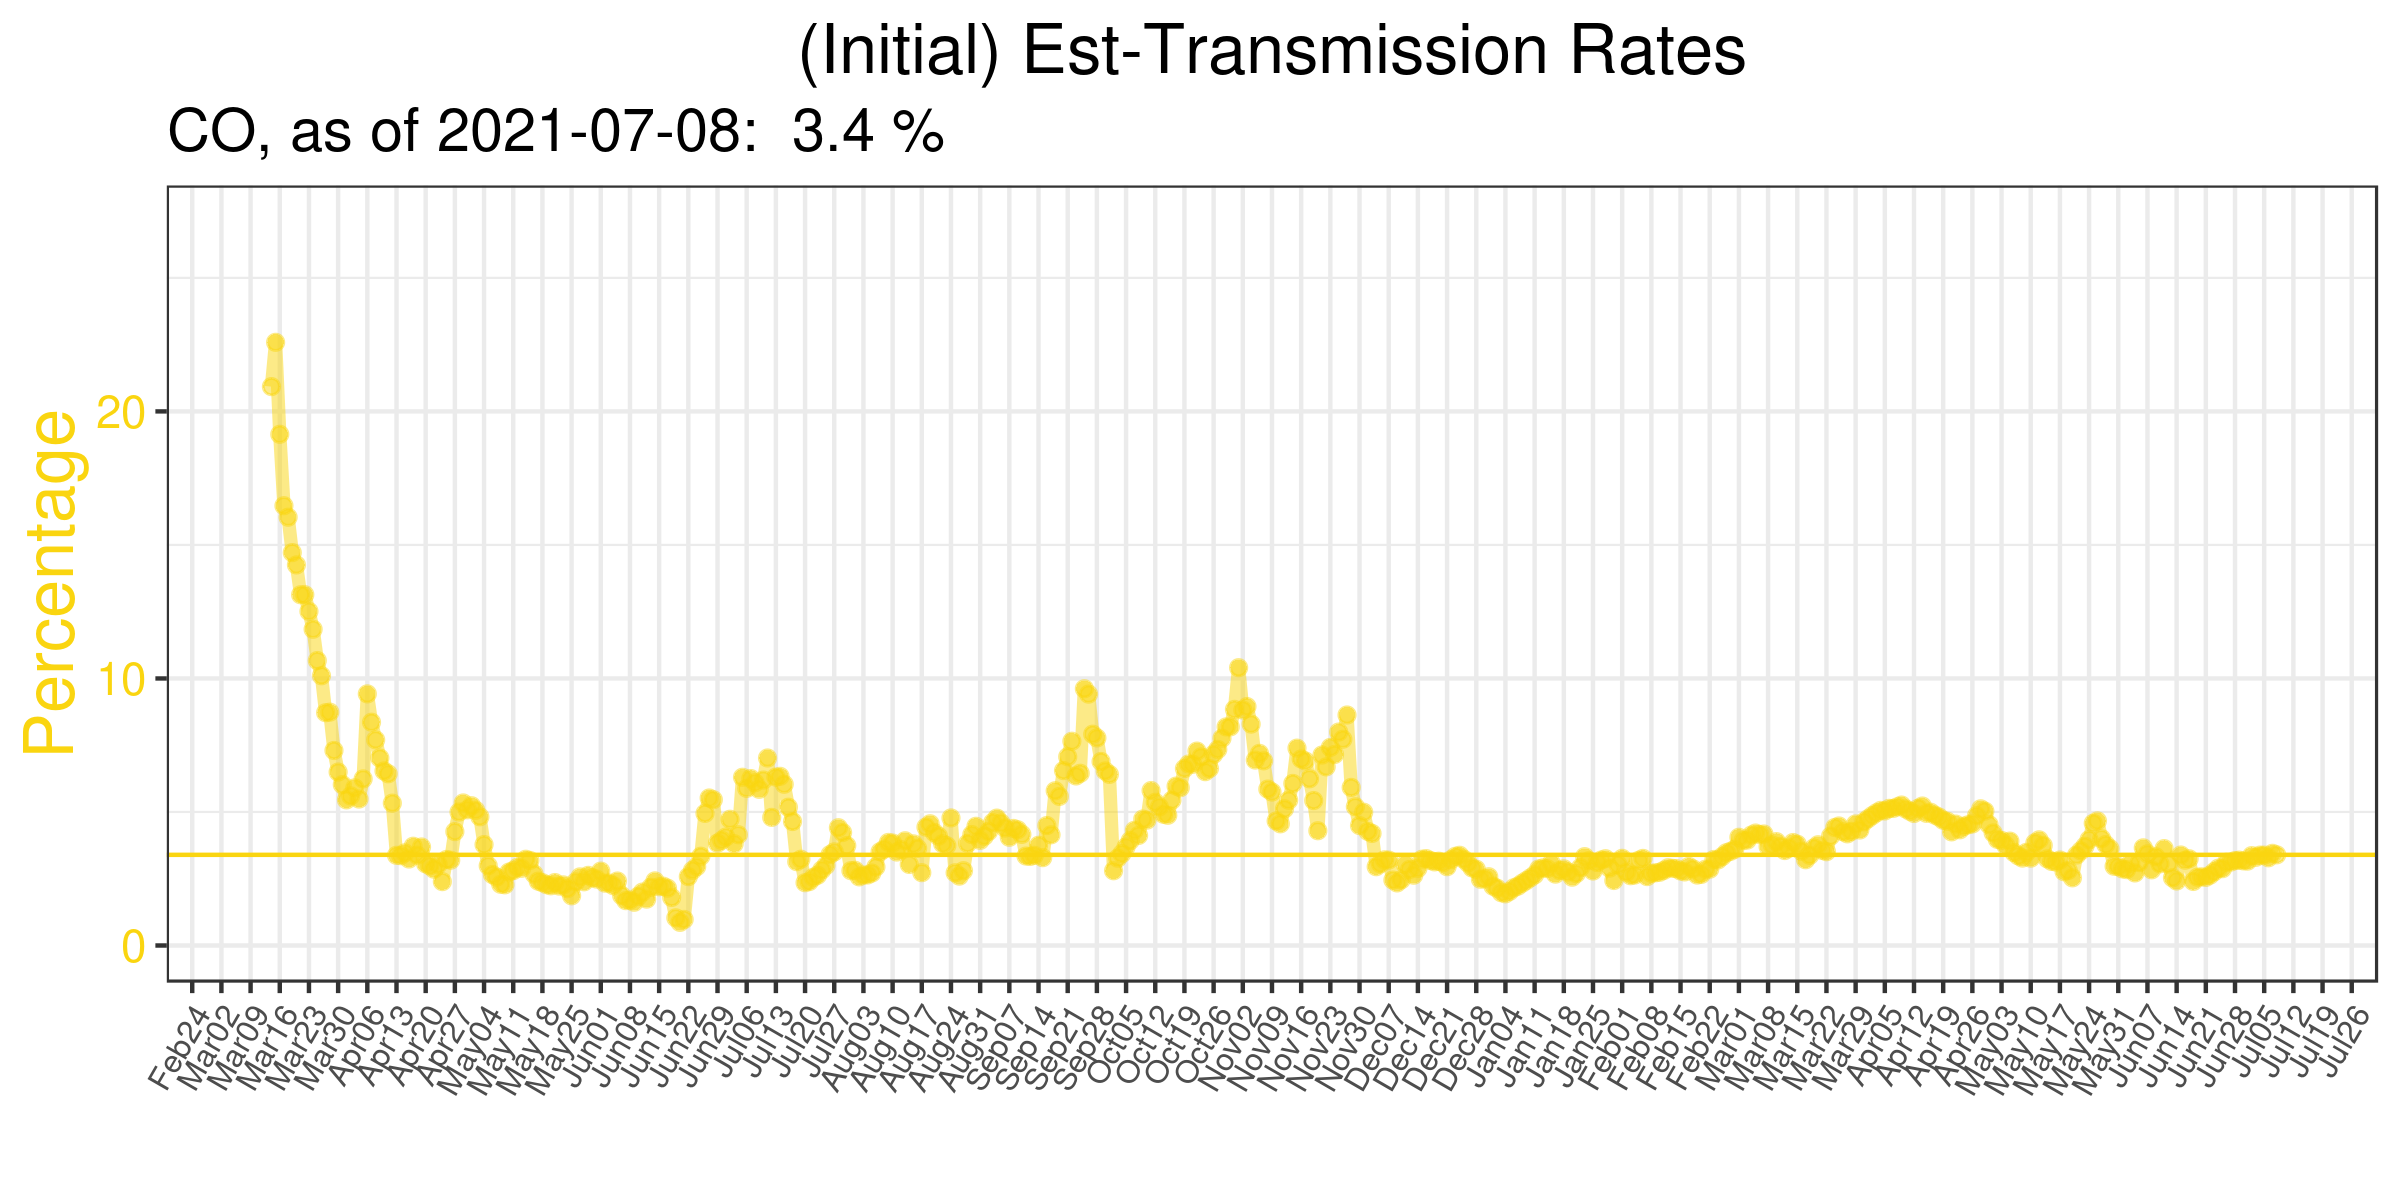 (Initial) Est-Transmission Rates
CO, as of 2021-07-08:  3.4 %
Percentage
20
10
0
Feb24
Mar02
Mar09
Mar16
Mar23
Mar30
Apr06
Apr13
Apr20
Apr27
May04
May11
May18
May25
Jun01
Jun08
Jun15
Jun22
Jun29
Jul06
Jul13
Jul20
Jul27
Aug03
Aug10
Aug17
Aug24
Aug31
Sep07
Sep14
Sep21
Sep28
Oct05
Oct12
Oct19
Oct26
Nov02
Nov09
Nov16
Nov23
Nov30
Dec07
Dec14
Dec21
Dec28
Jan04
Jan11
Jan18
Jan25
Feb01
Feb08
Feb15
Feb22
Mar01
Mar08
Mar15
Mar22
Mar29
Apr05
Apr12
Apr19
Apr26
May03
May10
May17
May24
May31
Jun07
Jun14
Jun21
Jun28
Jul05
Jul12
Jul19
Jul26